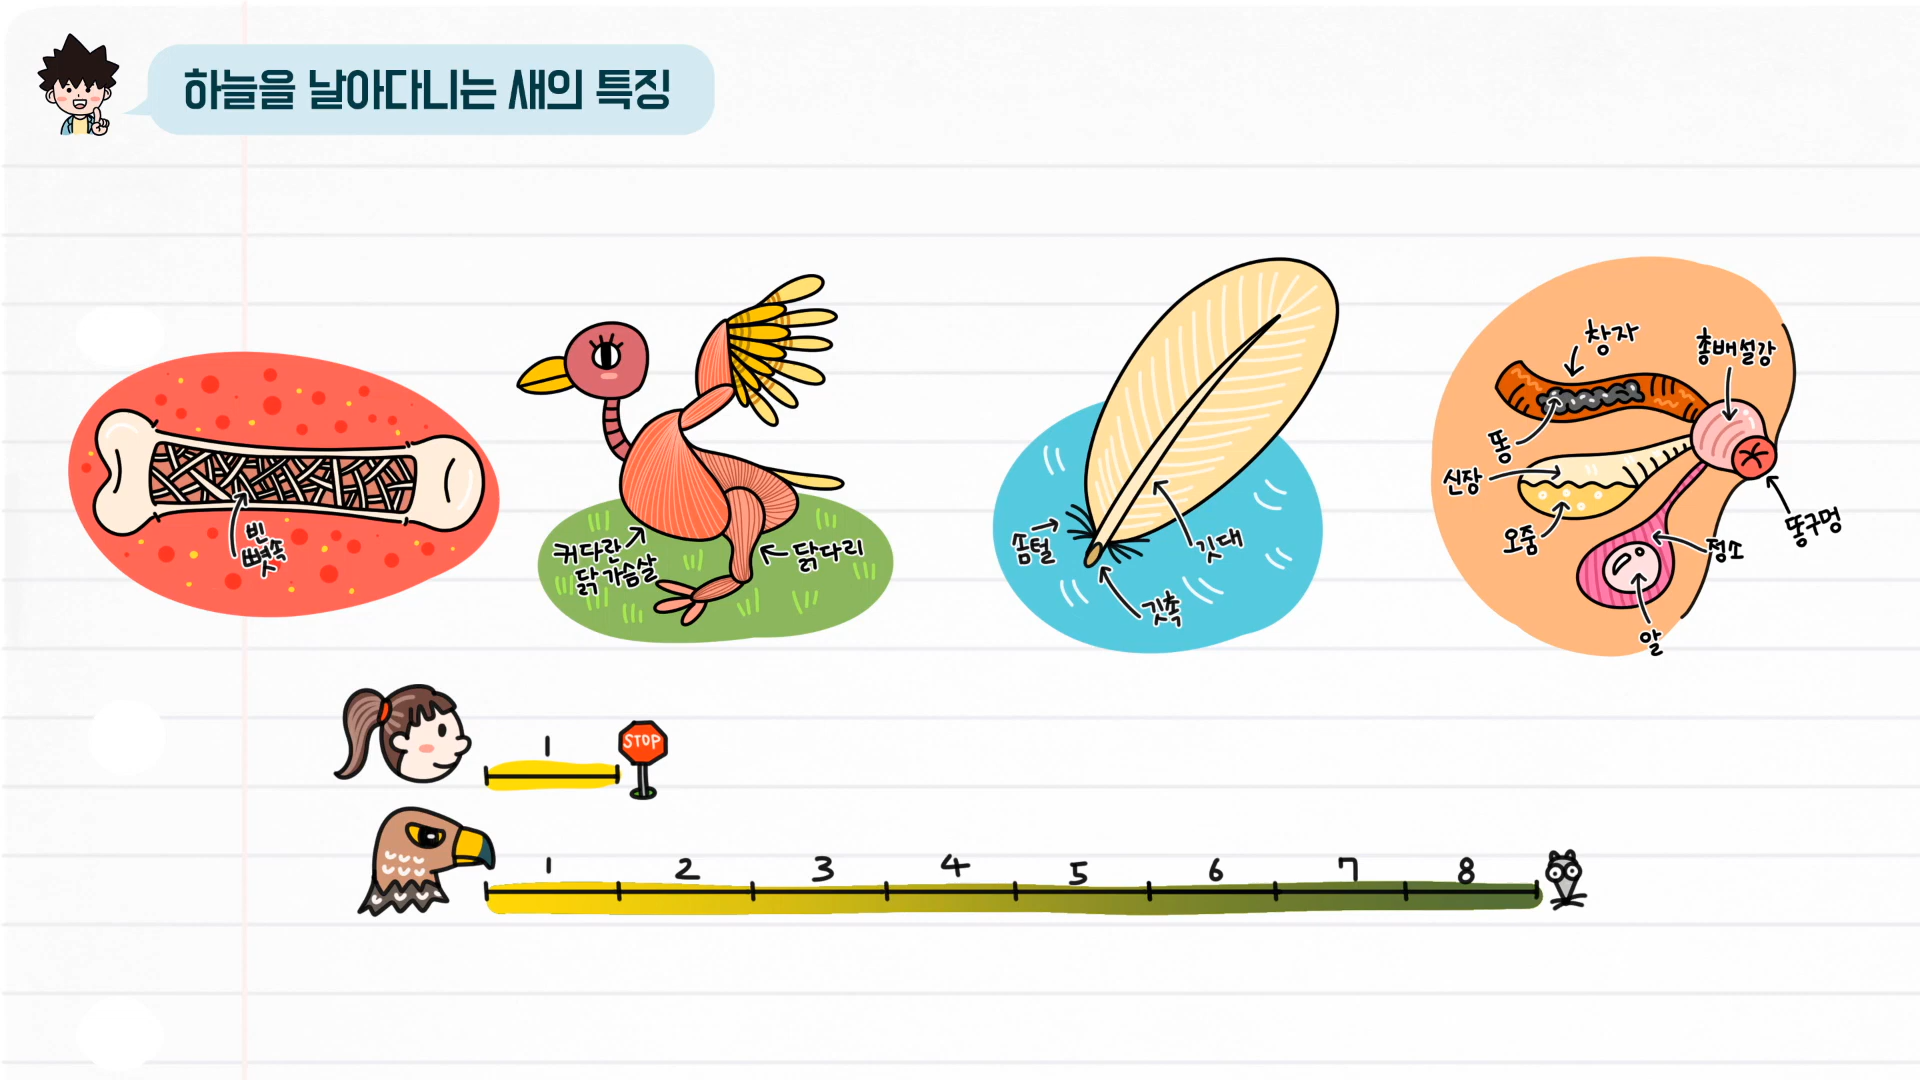 하늘을 날아다니는 새의 특징
빈
뼛속
커다란
닭가슴살
닭다리
솜털
깃대
깃촉
창자
총배설강
똥
신장
오줌
정소
똥구멍
알
1
STOP
1 2 3 4 5 6 7 8